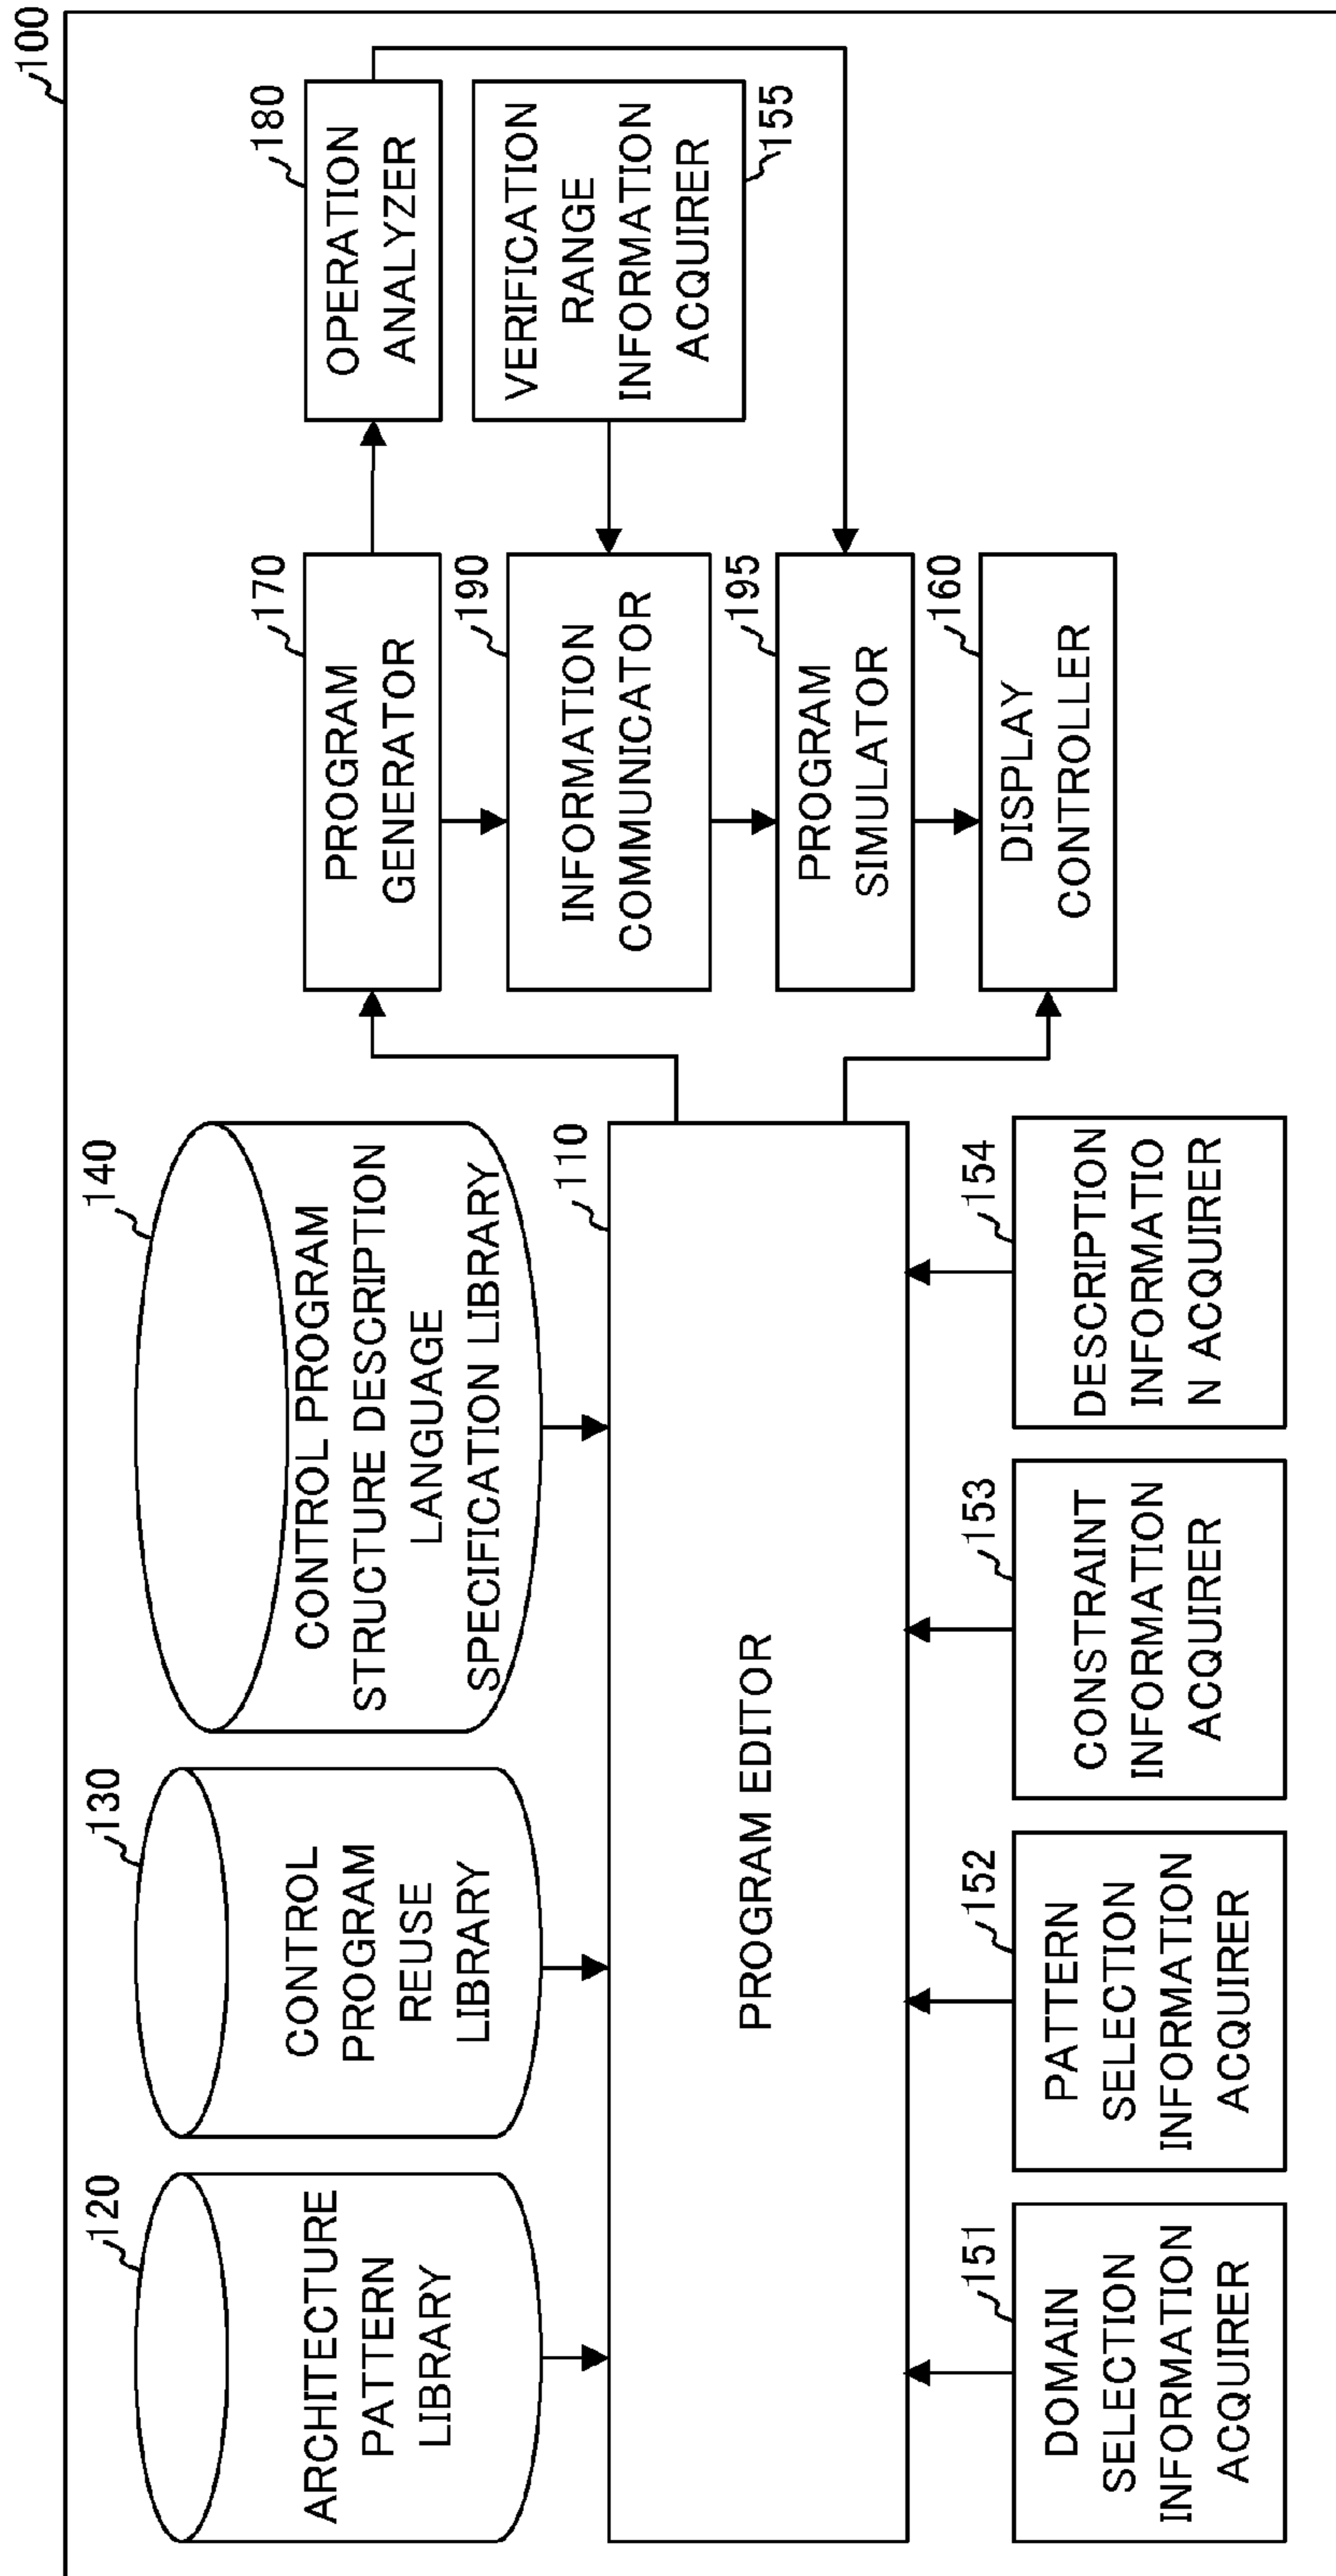 100
120
ARCHITECTURE
PATTERN
LIBRARY
130
CONTROL
PROGRAM
REUSE
LIBRARY
140
CONTROL PROGRAM
STRUCTURE DESCRIPTION
LANGUAGE
SPECIFICATION LIBRARY
110
PROGRAM EDITOR
151
DOMAIN
SELECTION
INFORMATION
ACQUIRER
152
PATTERN
SELECTION
INFORMATION
ACQUIRER
153
CONSTRAINT
INFORMATION
ACQUIRER
154
DESCRIPTION
INFORMATIO
N ACQUIRER
170
PROGRAM
GENERATOR
180
OPERATION
ANALYZER
190
INFORMATION
COMMUNICATOR
VERIFICATION
RANGE
INFORMATION
ACQUIRER
155
195
PROGRAM
SIMULATOR
160
DISPLAY
CONTROLLER